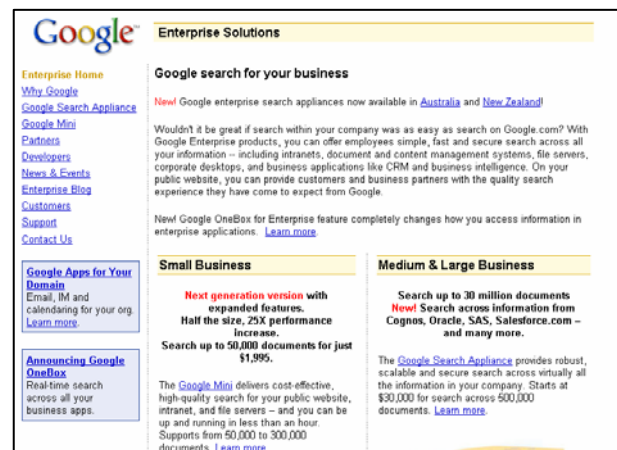 Google™
Enterprise Solutions
Enterprise Home
Why Google
Google Search Appliance
Google Mini
Partners
Developers
News & Events
Enterprise Blog
Customers
Support
Contact Us
Google Apps for Your
Domain
Email, IM and
calendaring for your org.
Learn more.
Announcing Google
OneBox
Real-time search
across all your
business apps.
Google search for your business
New! Google enterprise search appliances now available in Australia and New Zealand!
Wouldn't it be great if search within your company was as easy as search on Google.com? With
Google Enterprise products, you can offer employees simple, fast and secure search across all
your information – including intranets, document and content management systems, file servers,
corporate desktops, and business applications like CRM and business intelligence. On your
public website, you can provide customers and business partners with the quality search
experience they have come to expect from Google.
New! Google OneBox for Enterprise feature completely changes how you access information in
enterprise applications. Learn more.
Small Business
Next generation version with
expanded features.
Half the size, 25X performance
increase.
Search up to 50,000 documents for just
$1,995.
The Google Mini delivers cost-effective,
high-quality search for your public website,
intranet, and file servers – and you can be
up and running in less than an hour.
Supports from 50,000 to 300,000
documents. Learn more.
Medium & Large Business
Search up to 30 million documents
New! Search across information from
Cognos, Oracle, SAS, Salesforce.com –
and many more.
The Google Search Appliance provides robust,
scalable and secure search across virtually all
the information in your company. Starts at
$30,000 for search across 500,000
documents. Learn more.